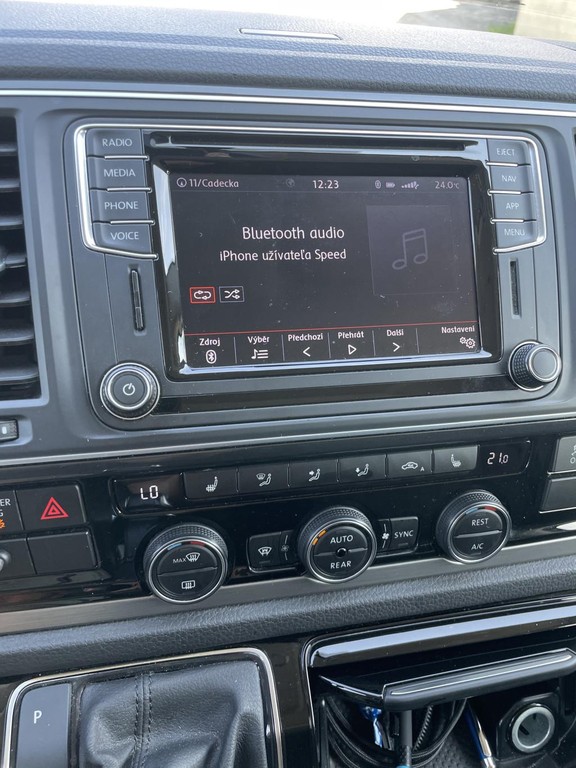 RADIO
MEDIA
PHONE
VOICE
EJECT
NAV
APP
MENU
11/Cadecka 12:23 24.0°C
Bluetooth audio
iPhone užívateľa Speed
Zdroj Výběr Předchozí Přehrát Další Nastavení
LO
A
21.0
MAX
AUTO
REAR
SYNC
REST
A/C
P